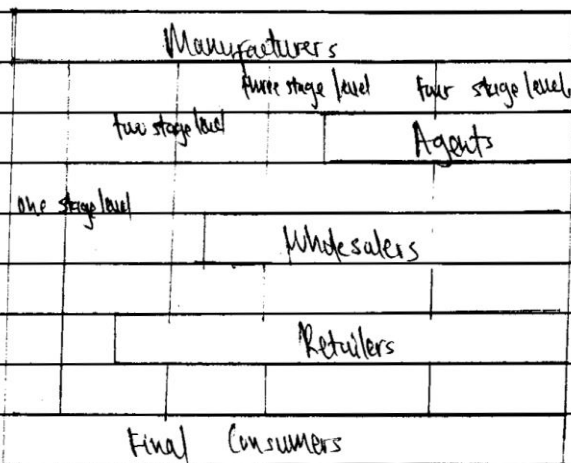 Manufacturers
three stage level four stage level
two stage level
Agents
one stage level
Wholesalers
Retailers
Final Consumers